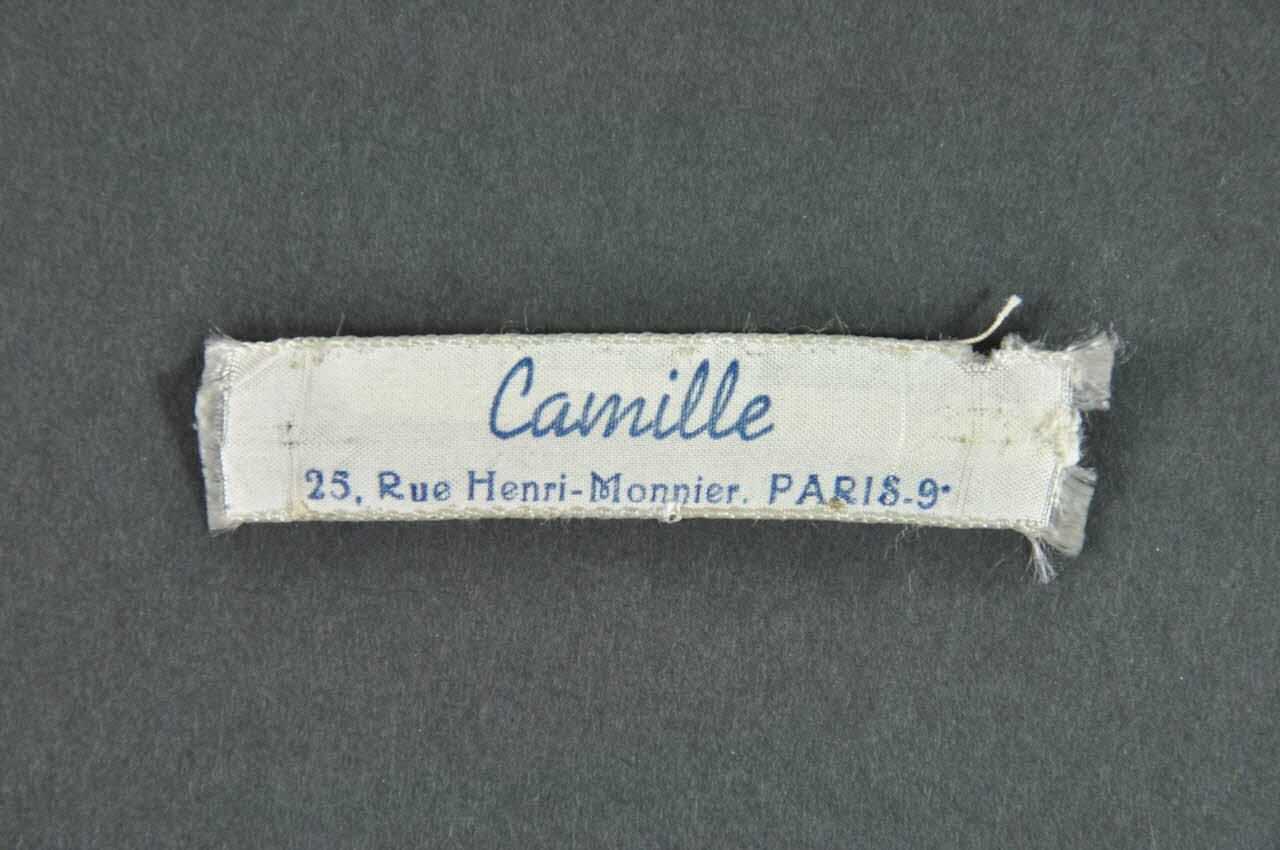 Camille
25, Rue Henri-Monnier. PARIS-9ᵉ